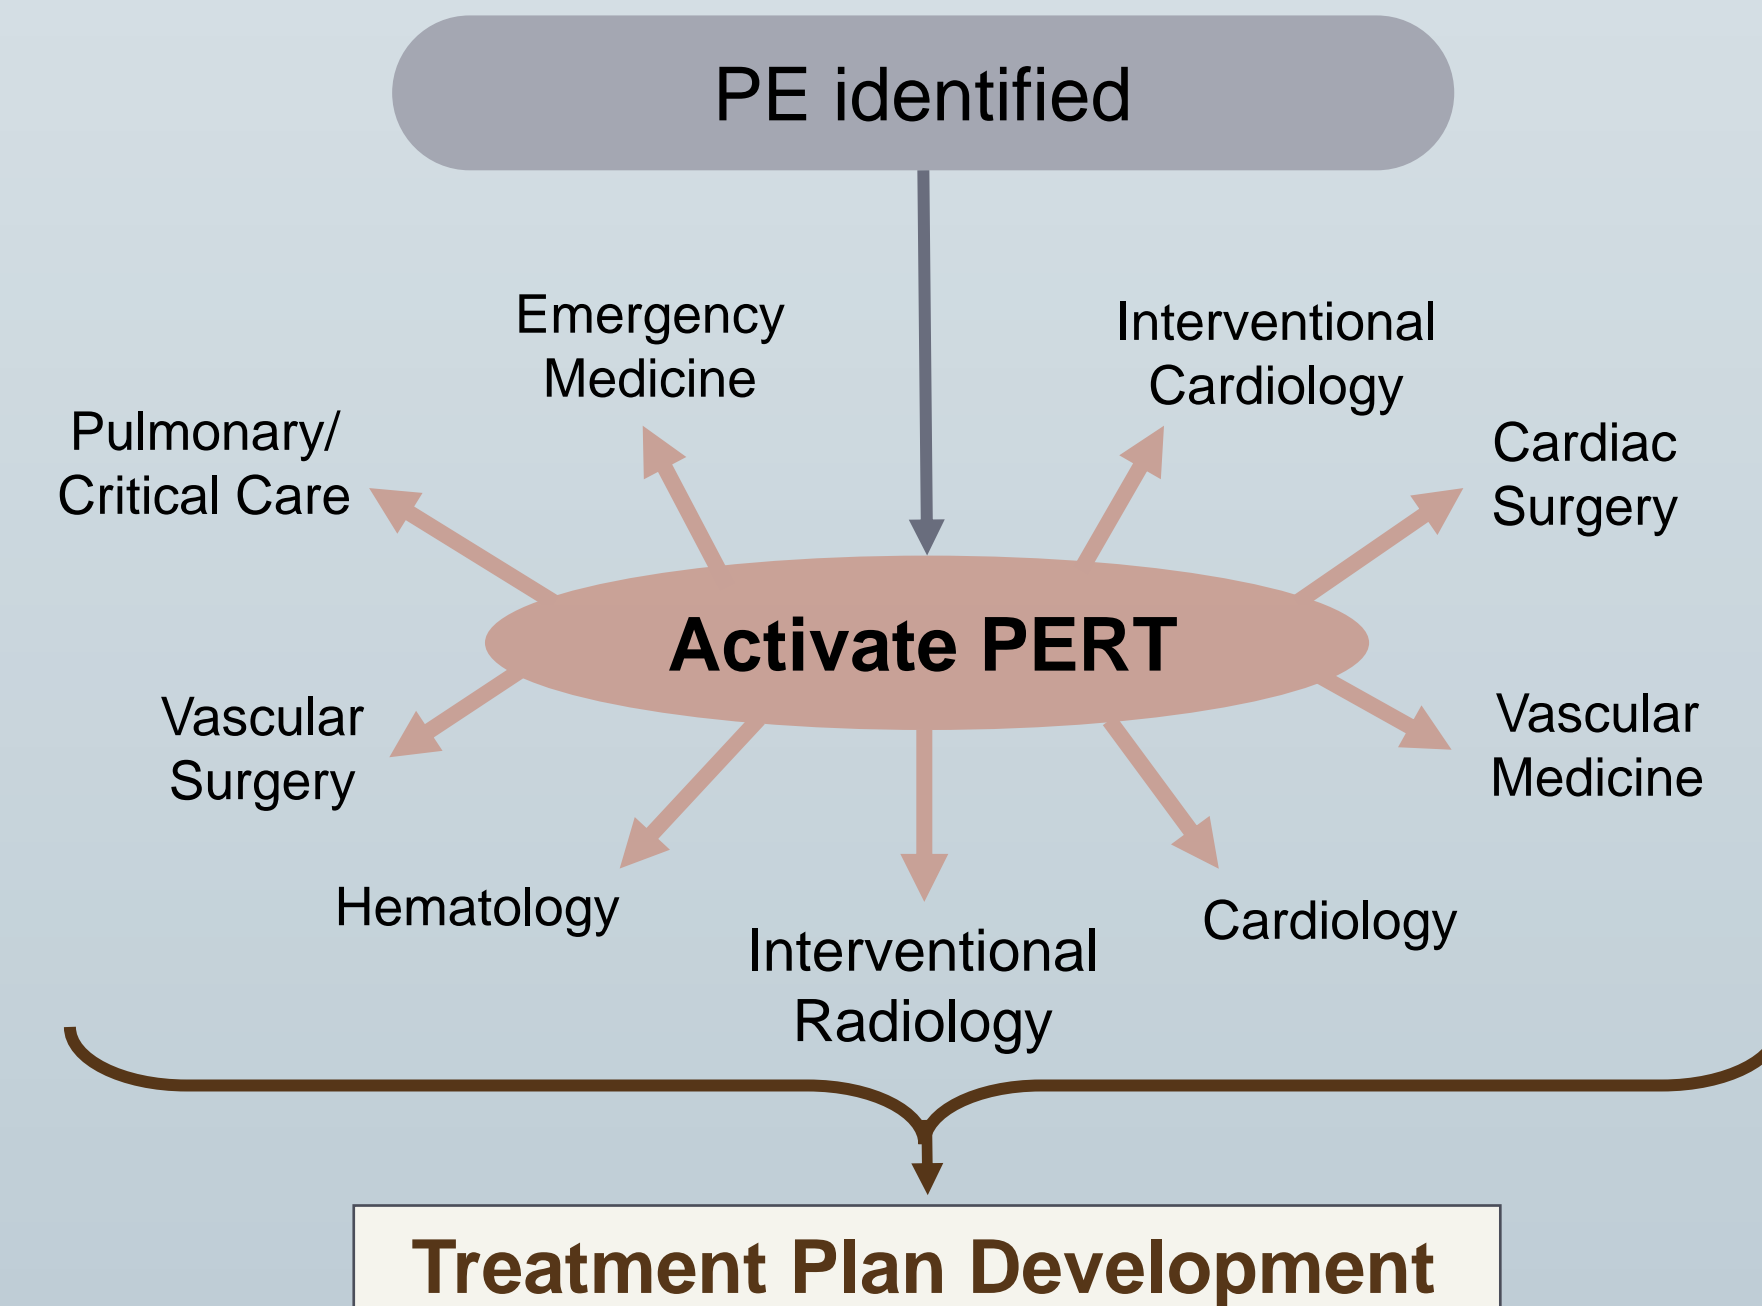 PE identified
Emergency
Medicine
Interventional
Cardiology
Pulmonary/
Critical Care
Cardiac
Surgery
Activate PERT
Vascular
Surgery
Vascular
Medicine
Hematology
Interventional
Radiology
Cardiology
Treatment Plan Development